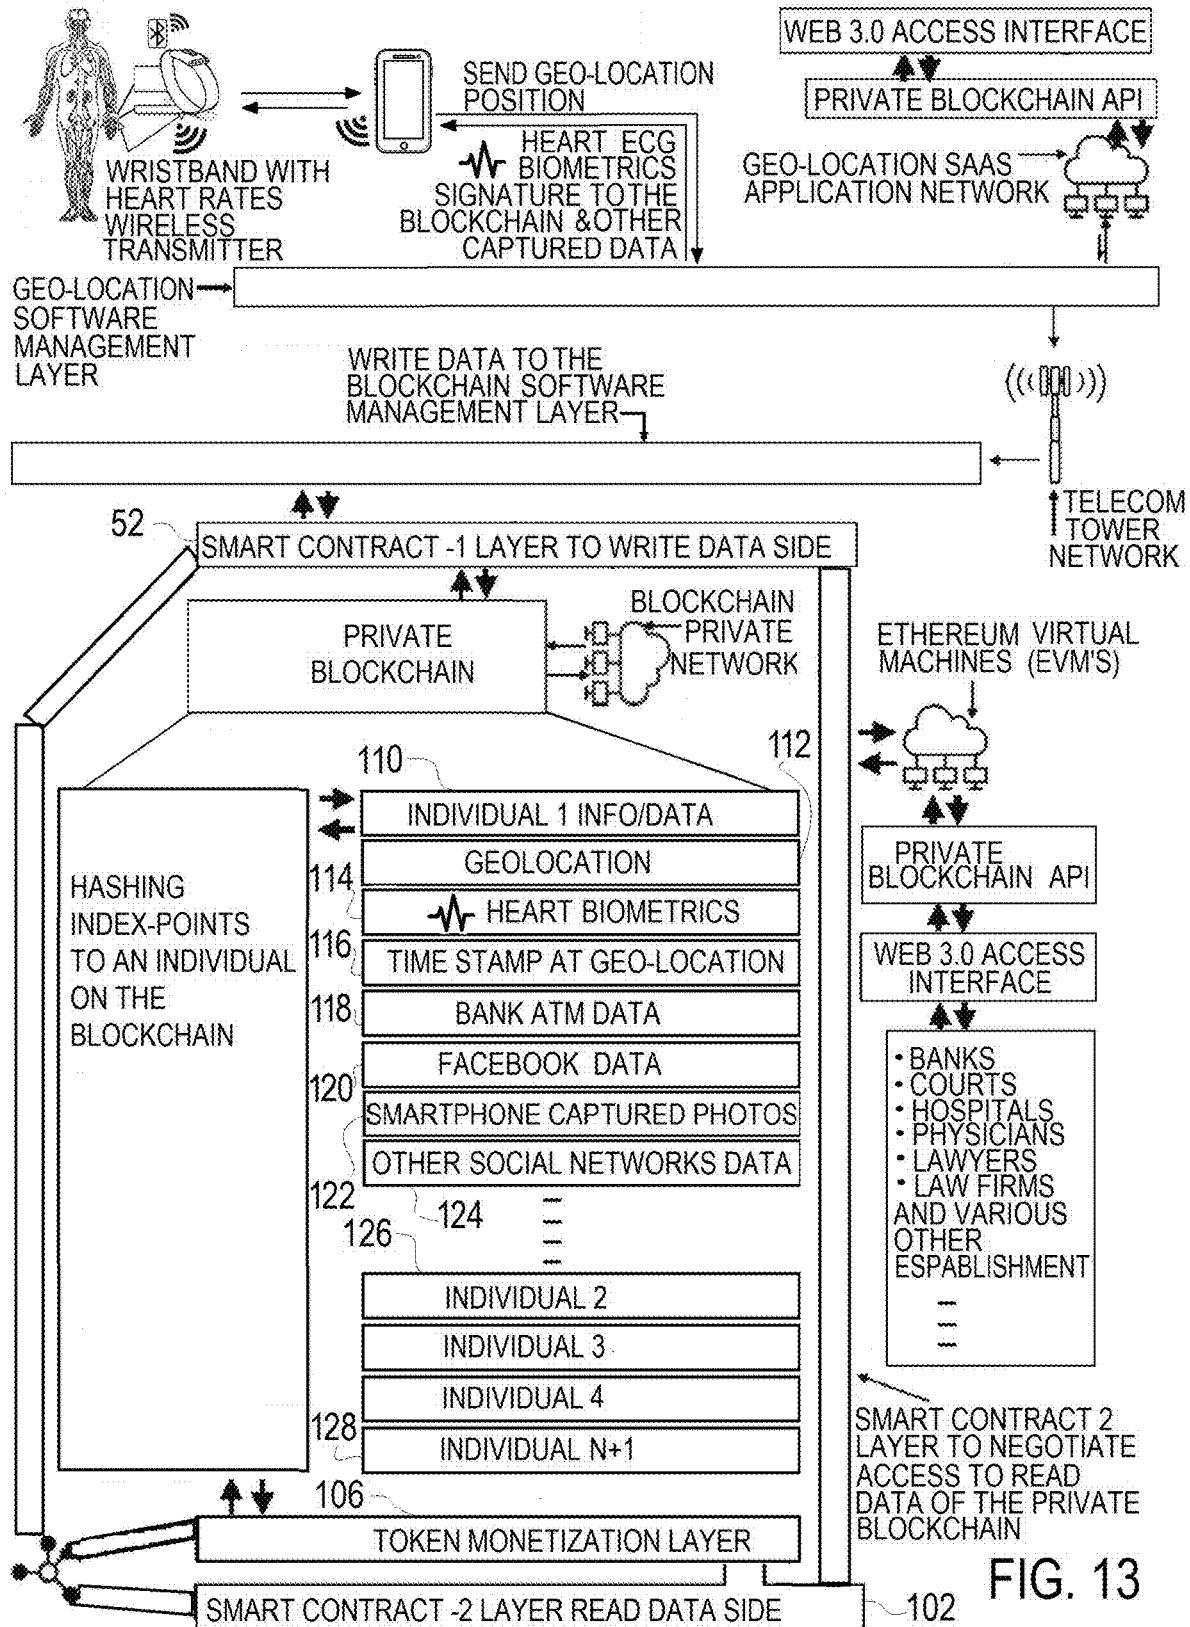 WEB 3.0 ACCESS INTERFACE
PRIVATE BLOCKCHAIN API
GEO-LOCATION SAAS
APPLICATION NETWORK
SEND GEO-LOCATION
POSITION
HEART ECG
BIOMETRICS
SIGNATURE TO THE
BLOCKCHAIN &OTHER
CAPTURED DATA
WRISTBAND WITH
HEART RATES
WIRELESS
TRANSMITTER
GEO-LOCATION
SOFTWARE
MANAGEMENT
LAYER
WRITE DATA TO THE
BLOCKCHAIN SOFTWARE
MANAGEMENT LAYER
TELECOM
TOWER
NETWORK
52
SMART CONTRACT -1 LAYER TO WRITE DATA SIDE
PRIVATE
BLOCKCHAIN
BLOCKCHAIN
PRIVATE
NETWORK
ETHEREUM VIRTUAL
MACHINES (EVM'S)
112
110
INDIVIDUAL 1 INFO/DATA
GEOLOCATION
114
HEART BIOMETRICS
116
TIME STAMP AT GEO-LOCATION
118
BANK ATM DATA
120
FACEBOOK DATA
SMARTPHONE CAPTURED PHOTOS
122
OTHER SOCIAL NETWORKS DATA
124
126
INDIVIDUAL 2
INDIVIDUAL 3
INDIVIDUAL 4
128
INDIVIDUAL N+1
HASHING
INDEX-POINTS
TO AN INDIVIDUAL
ON THE
BLOCKCHAIN
PRIVATE
BLOCKCHAIN API
WEB 3.0 ACCESS
INTERFACE
• BANKS
• COURTS
• HOSPITALS
• PHYSICIANS
• LAWYERS
• LAW FIRMS
AND VARIOUS
OTHER
ESPABLISHMENT
SMART CONTRACT 2
LAYER TO NEGOTIATE
ACCESS TO READ
DATA OF THE PRIVATE
BLOCKCHAIN
106
TOKEN MONETIZATION LAYER
SMART CONTRACT -2 LAYER READ DATA SIDE
102
FIG. 13